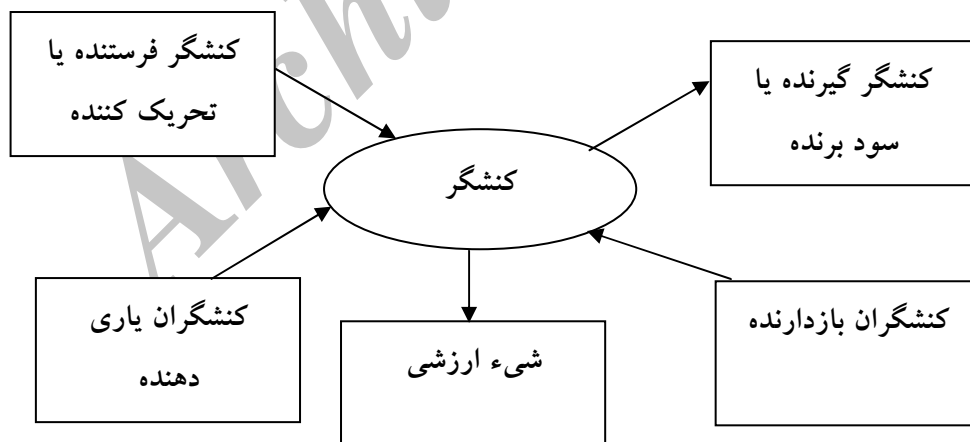 کنشگر فرستنده یا
تحریک کننده
کنشگر گیرنده یا
سود برنده
کنشگر
کنشگران یاری
دهنده
شیء ارزشی
کنشگران بازدارنده